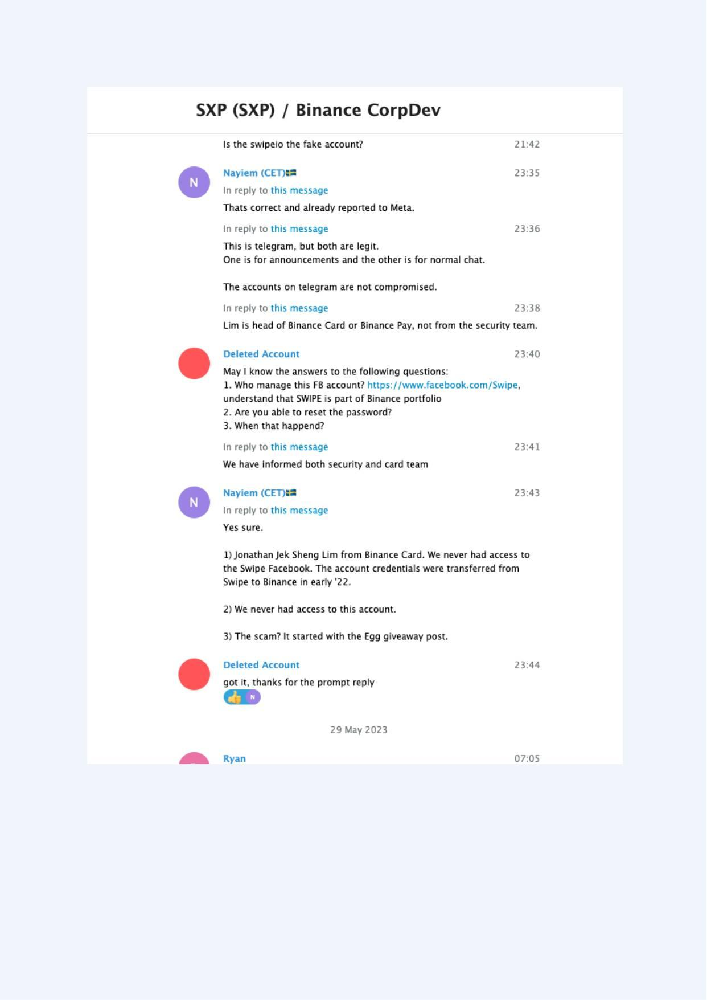 SXP (SXP) / Binance CorpDev
Is the swipeio the fake account? 21:42
N
Nayiem (CET)🇸🇪 23:35
In reply to this message
Thats correct and already reported to Meta.
In reply to this message 23:36
This is telegram, but both are legit.
One is for announcements and the other is for normal chat.
The accounts on telegram are not compromised.
In reply to this message 23:38
Lim is head of Binance Card or Binance Pay, not from the security team.
Deleted Account 23:40
May I know the answers to the following questions:
1. Who manage this FB account? https://www.facebook.com/Swipe,
understand that SWIPE is part of Binance portfolio
2. Are you able to reset the password?
3. When that happend?
In reply to this message 23:41
We have informed both security and card team
N
Nayiem (CET)🇸🇪 23:43
In reply to this message
Yes sure.
1) Jonathan Jek Sheng Lim from Binance Card. We never had access to
the Swipe Facebook. The account credentials were transferred from
Swipe to Binance in early '22.
2) We never had access to this account.
3) The scam? It started with the Egg giveaway post.
Deleted Account 23:44
got it, thanks for the prompt reply
👍 N
29 May 2023
Ryan 07:05